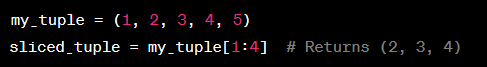 my_tuple = (1, 2, 3, 4, 5)
sliced_tuple = my_tuple[1:4]  # Returns (2, 3, 4)